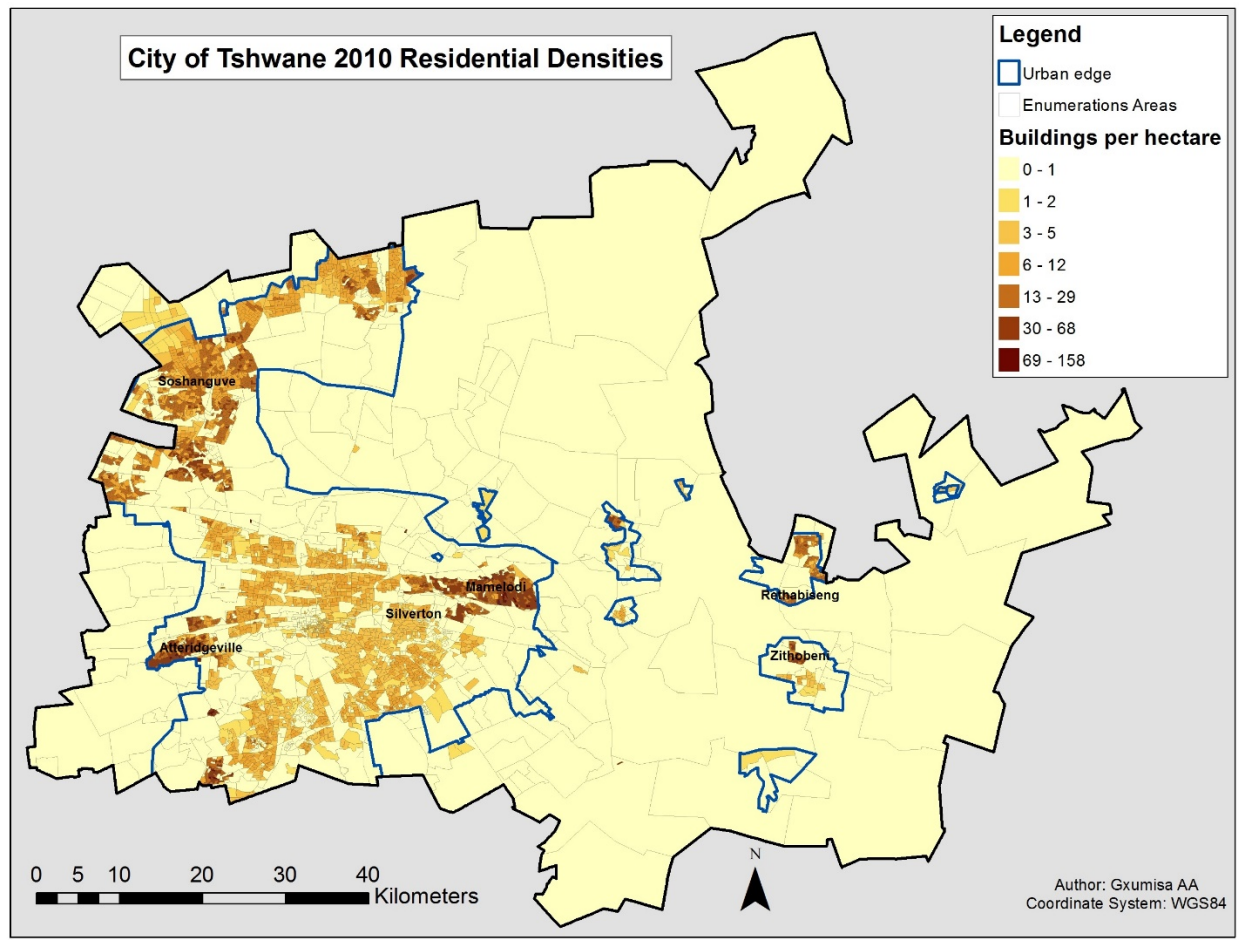 City of Tshwane 2010 Residential Densities
Legend
Urban edge
Enumerations Areas
Buildings per hectare
0 - 1
1 - 2
3 - 5
6 - 12
13 - 29
30 - 68
69 - 158
Soshanguve
Mamelodi
Silverton
Rethabiseng
Atteridgeville
Zithobeni
0 5 10 20 30 40
Kilometers
N
Author: Gxumisa AA
Coordinate System: WGS84